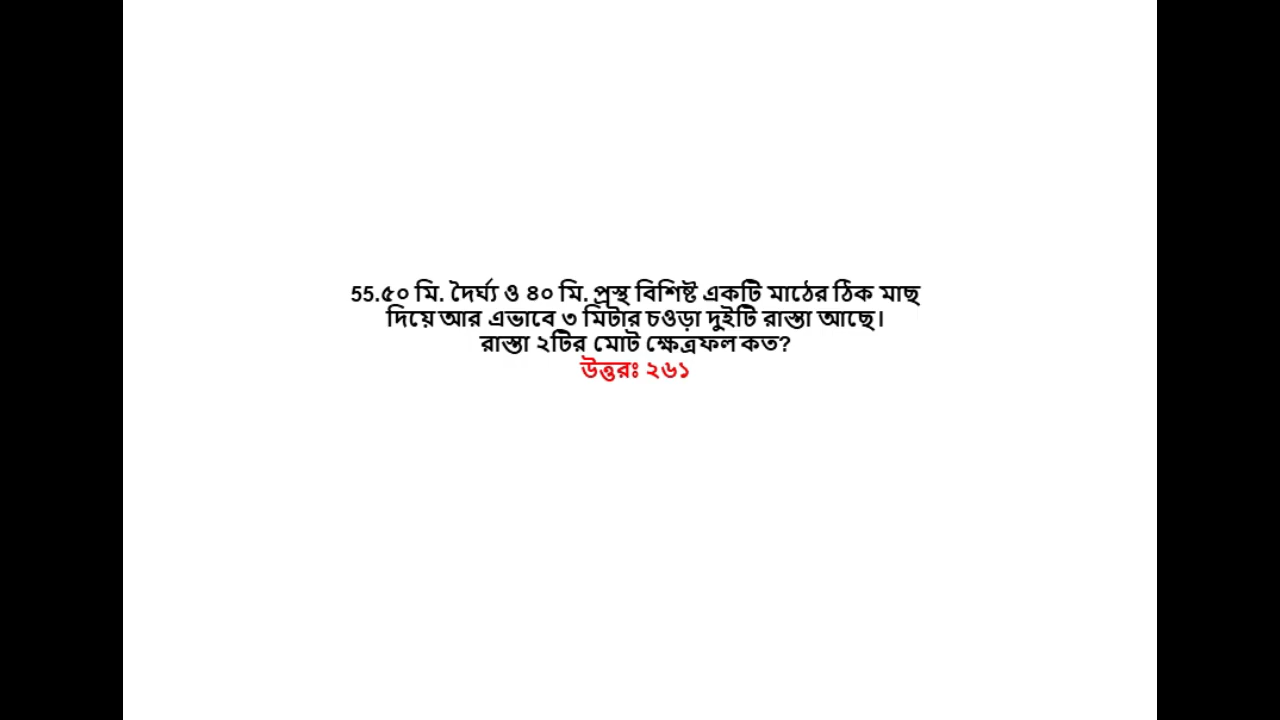 55.৫০ মি. দৈর্ঘ্য ও ৪০ মি. প্রস্থ বিশিষ্ট একটি মাঠের ঠিক মাছ
দিয়ে আর এভাবে ৩ মিটার চওড়া দুইটি রাস্তা আছে।
রাস্তা ২টির মোট ক্ষেত্রফল কত?
উত্তরঃ ২৬১